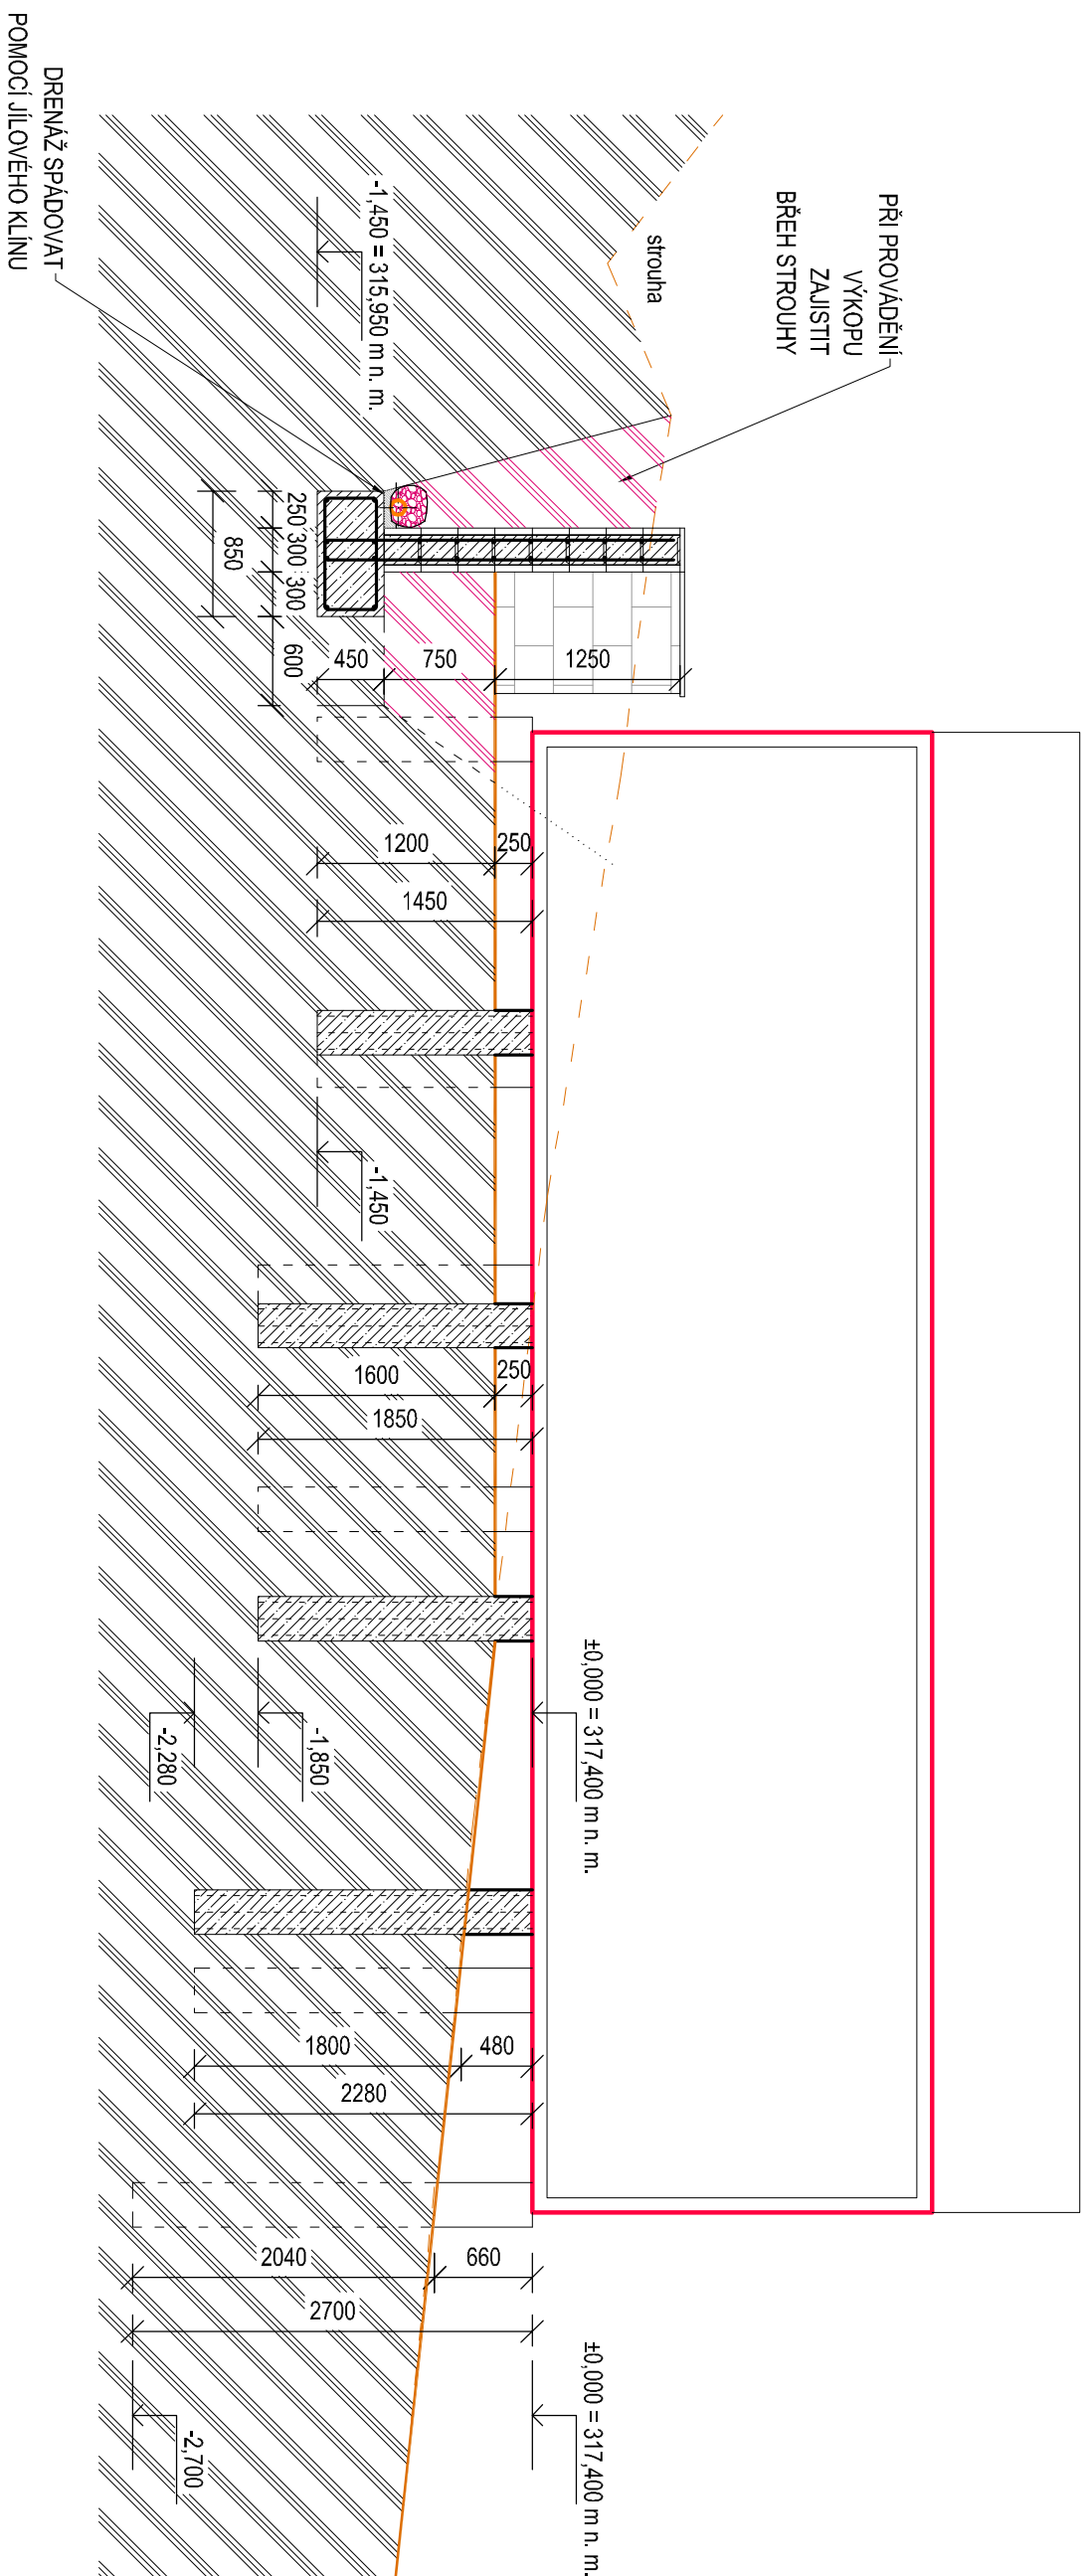 PŘI PROVÁDĚNÍ
VÝKOPU
ZAJISTIT
BŘEH STROUHY
strouha
-1,450 = 315,950 m n. m.
DRENÁŽ SPÁDOVAT
POMOCÍ JÍLOVÉHO KLÍNU
250
300
300
600
850
450
750
1250
1200
250
1450
-1,450
1600
250
1850
±0,000 = 317,400 m n. m.
-1,850
-2,280
1800
480
2280
2040
660
2700
±0,000 = 317,400 m n. m.
-2,700